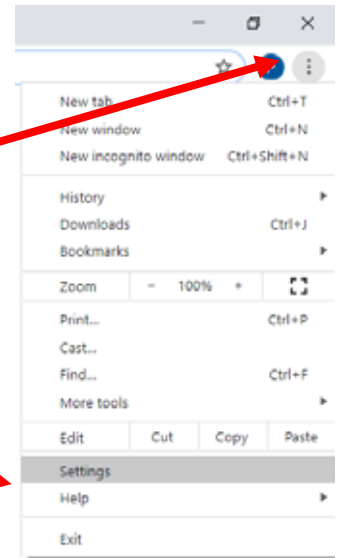 New tab Ctrl+T
New window Ctrl+N
New incognito window Ctrl+Shift+N
History
Downloads Ctrl+J
Bookmarks
Zoom - 100% +
Print... Ctrl+P
Cast...
Find... Ctrl+F
More tools
Edit Cut Copy Paste
Settings
Help
Exit